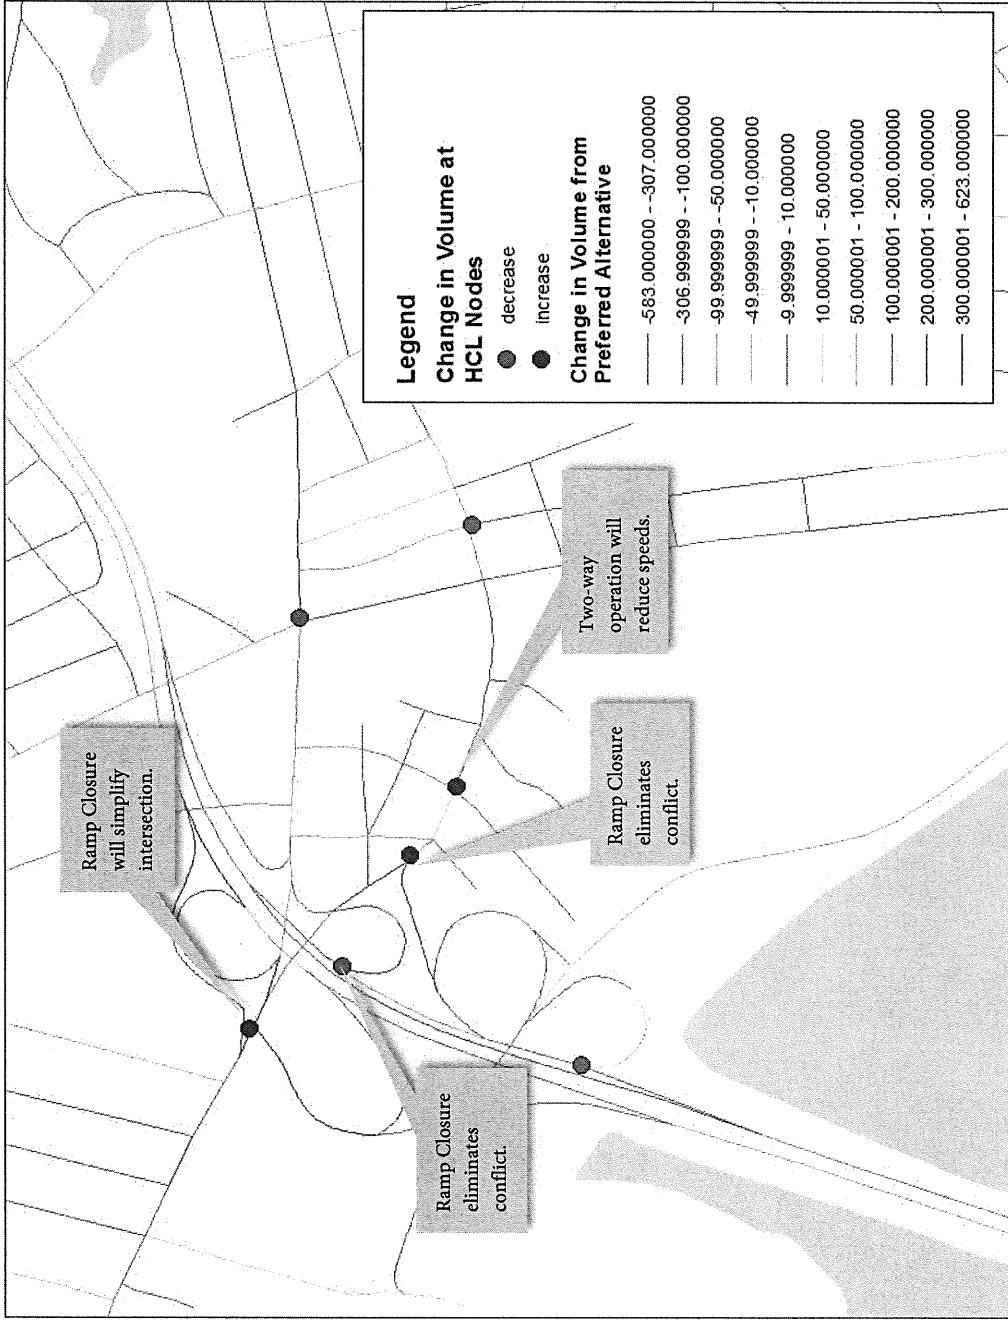 Ramp Closure
will simplify
intersection.
Ramp Closure
eliminates
conflict.
Ramp Closure
eliminates
conflict.
Two-way
operation will
reduce speeds.
Legend
Change in Volume at
HCL Nodes
decrease
increase
Change in Volume from
Preferred Alternative
-583.000000 - -307.000000
-306.999999 - -100.000000
-99.999999 - -50.000000
-49.999999 - -10.000000
-9.999999 - 10.000000
10.000001 - 50.000000
50.000001 - 100.000000
100.000001 - 200.000000
200.000001 - 300.000000
300.000001 - 623.000000